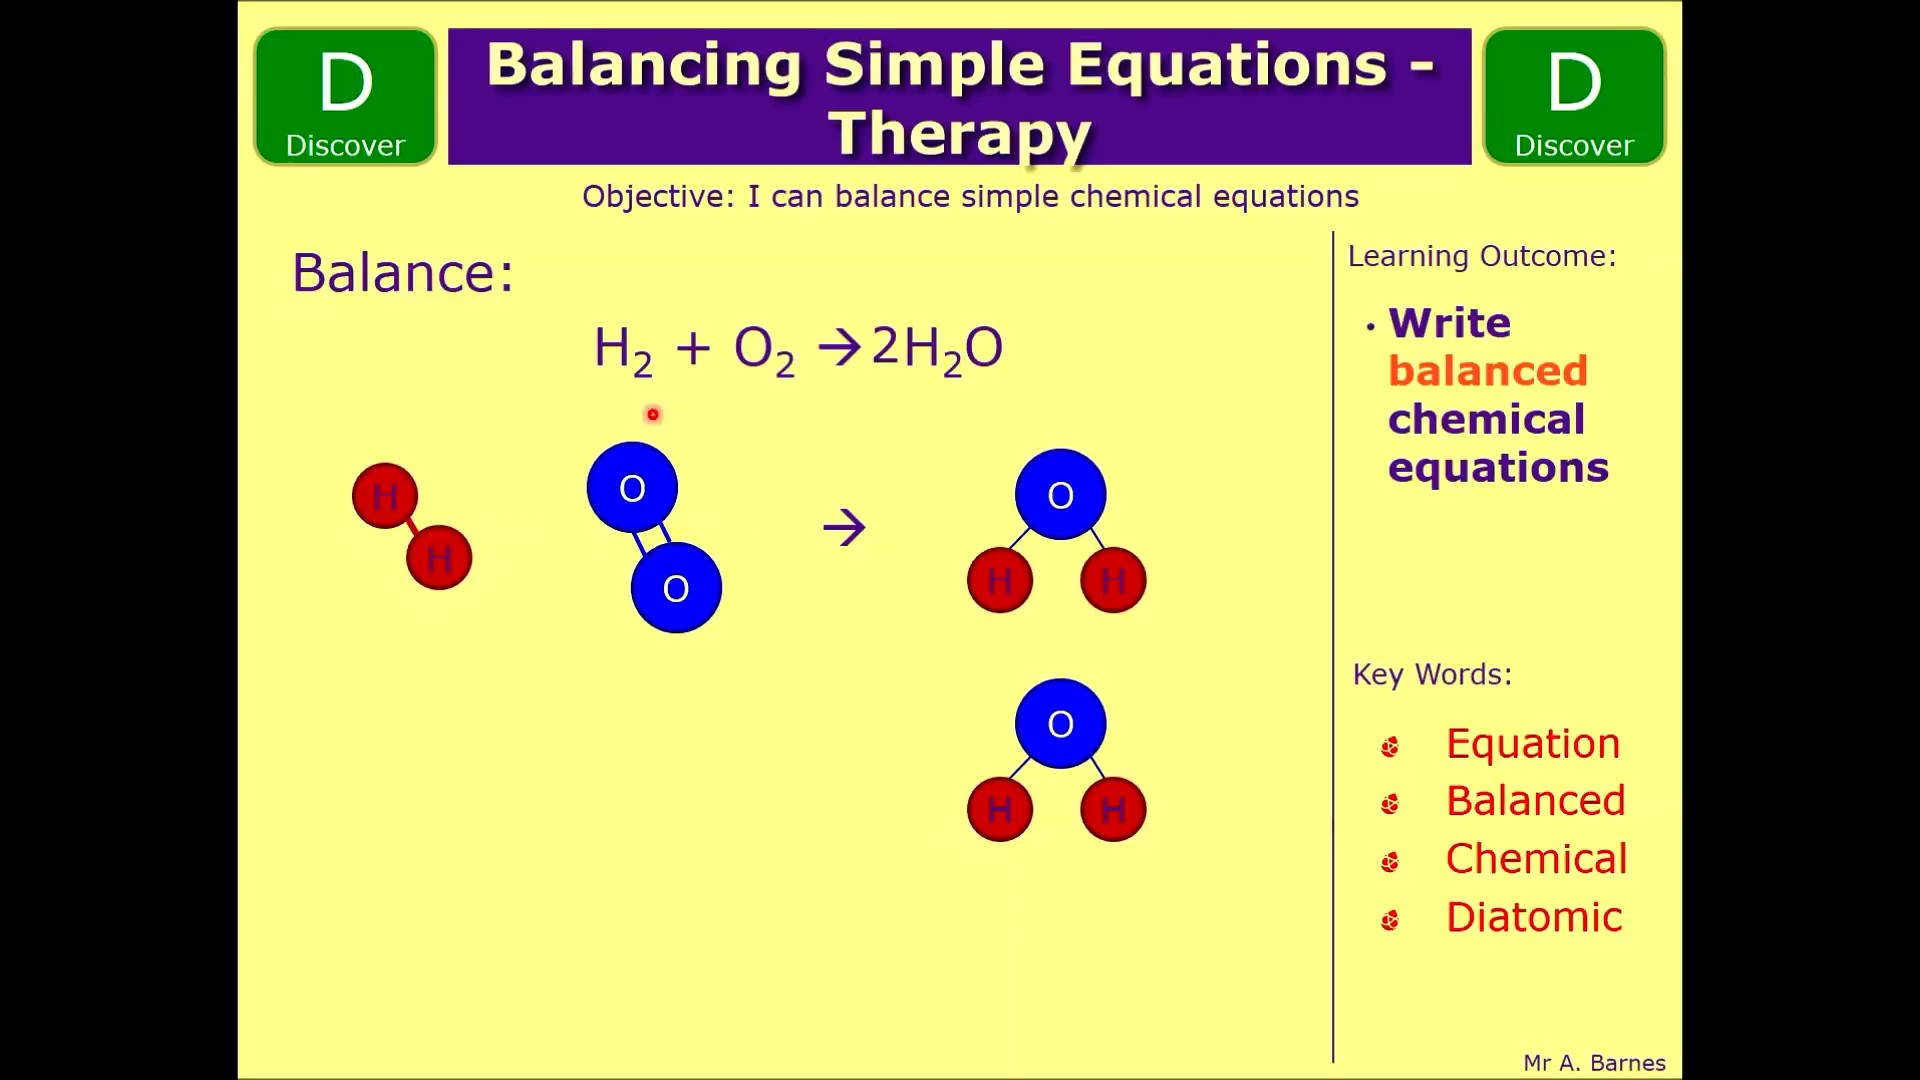 D
Discover
Balancing Simple Equations -
Therapy
D
Discover
Objective: I can balance simple chemical equations
Balance:
H₂ + O₂ → 2H₂O
H
H
O
O
→
O
H
H
O
H
H
Learning Outcome:
• Write
balanced
chemical
equations
Key Words:
Equation
Balanced
Chemical
Diatomic
Mr A. Barnes